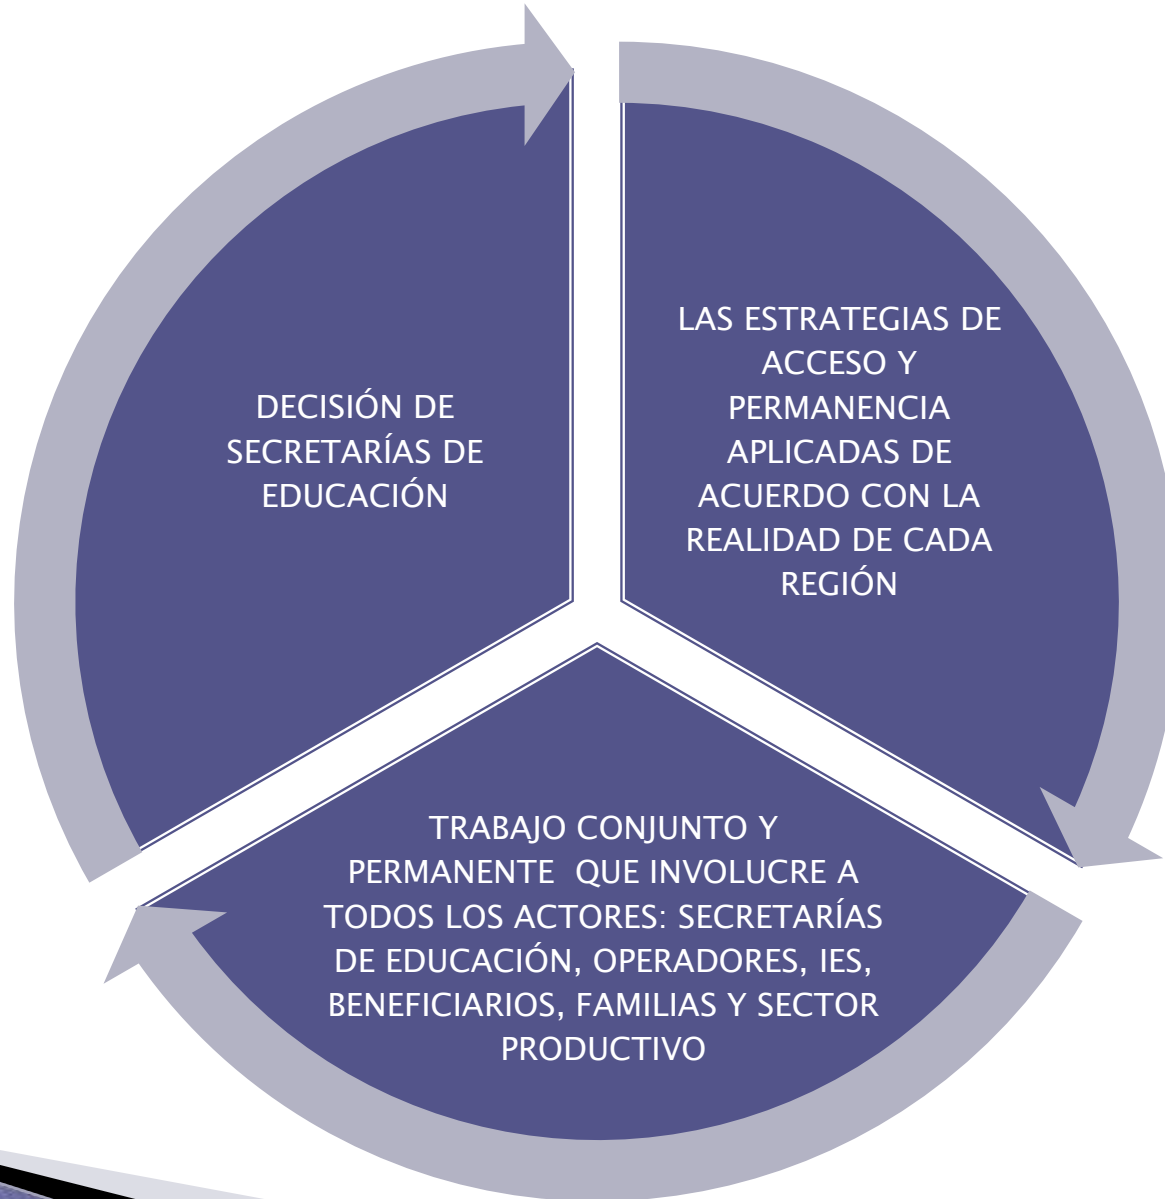 DECISIÓN DE
SECRETARÍAS DE
EDUCACIÓN
LAS ESTRATEGIAS DE
ACCESO Y
PERMANENCIA
APLICADAS DE
ACUERDO CON LA
REALIDAD DE CADA
REGIÓN
TRABAJO CONJUNTO Y
PERMANENTE  QUE INVOLUCRE A
TODOS LOS ACTORES: SECRETARÍAS
DE EDUCACIÓN, OPERADORES, IES,
BENEFICIARIOS, FAMILIAS Y SECTOR
PRODUCTIVO